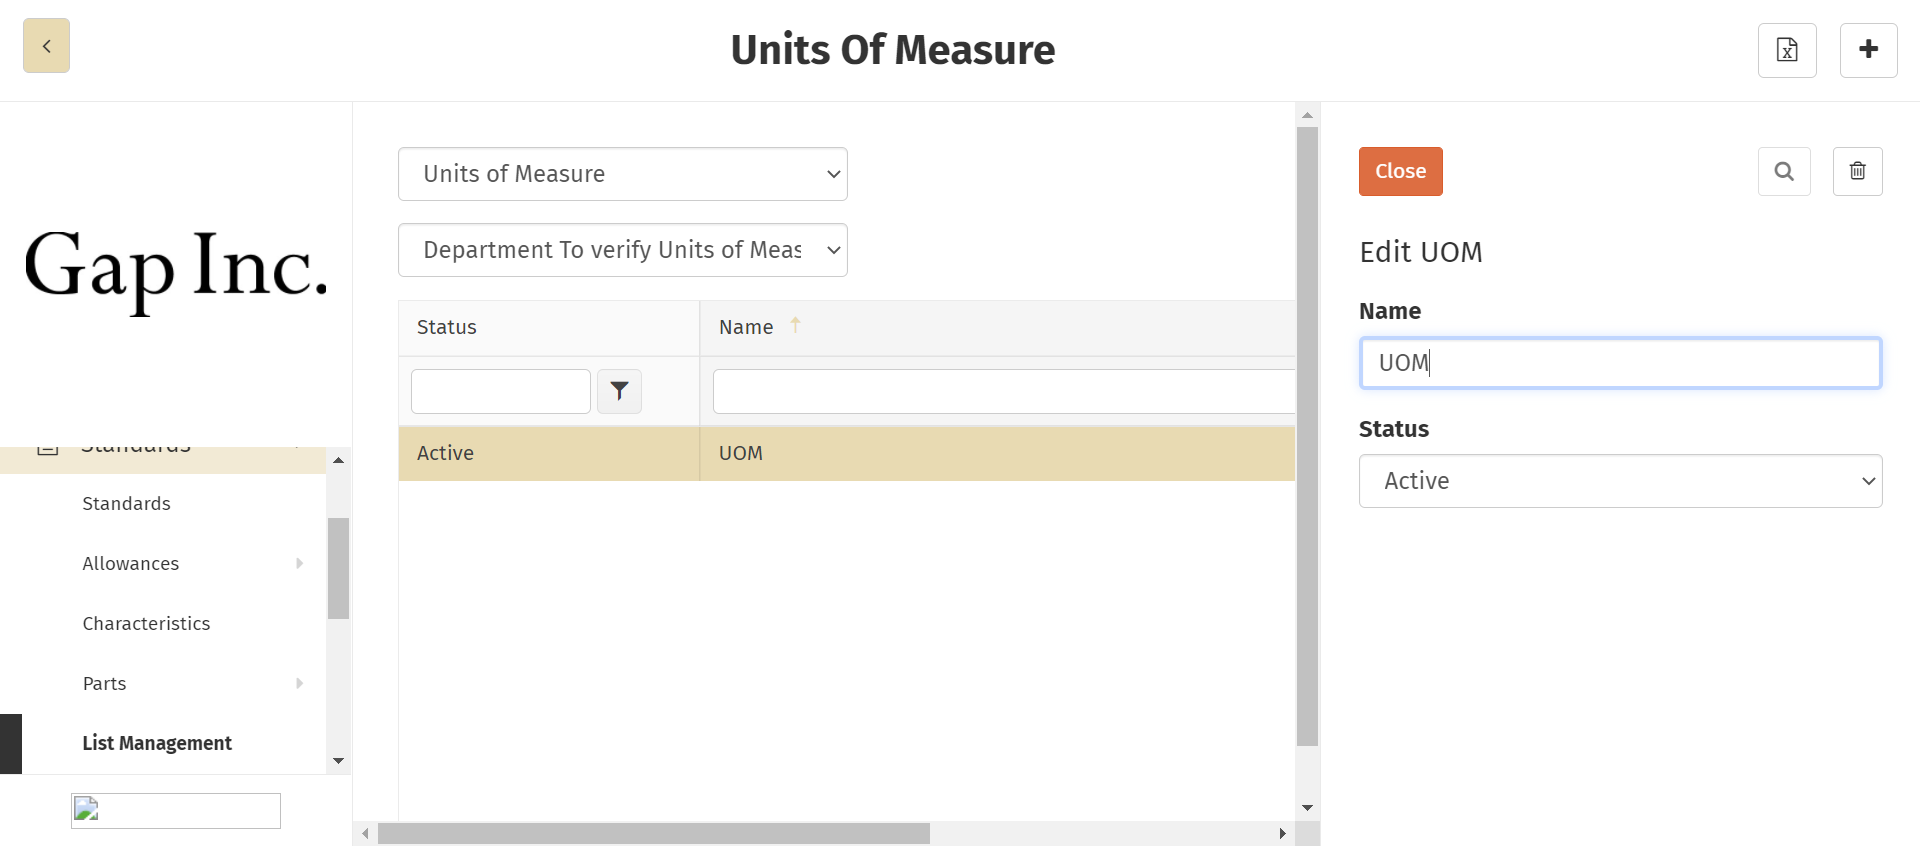 Units Of Measure
Gap Inc.
Standards
Standards
Allowances
Characteristics
Parts
List Management
Units of Measure
Department To verify Units of Meas
Status
Name
Active
UOM
Close
Edit UOM
Name
UOM
Status
Active